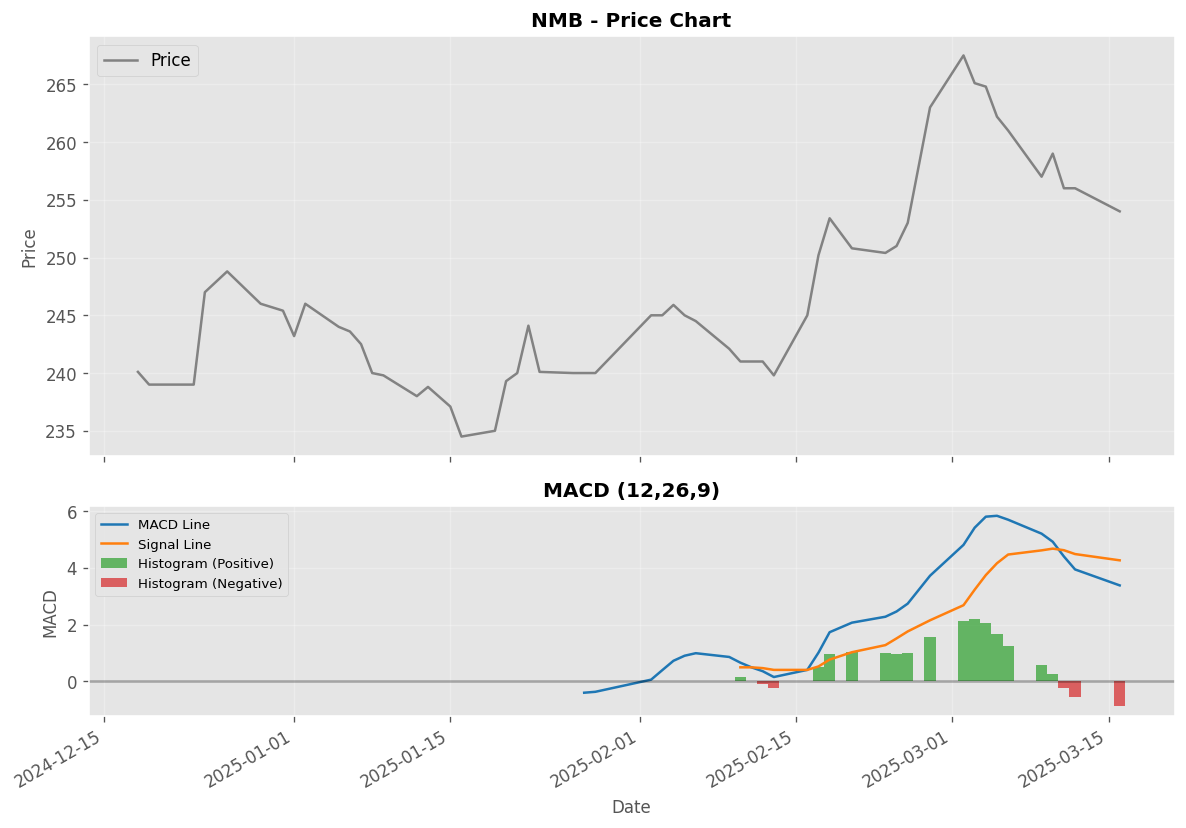 NMB - Price Chart
Price
265
260
255
250
245
240
235
Price
MACD (12,26,9)
MACD Line
Signal Line
Histogram (Positive)
Histogram (Negative)
6
4
2
0
MACD
2024-12-15
2025-01-01
2025-01-15
2025-02-01
2025-02-15
2025-03-01
2025-03-15
Date